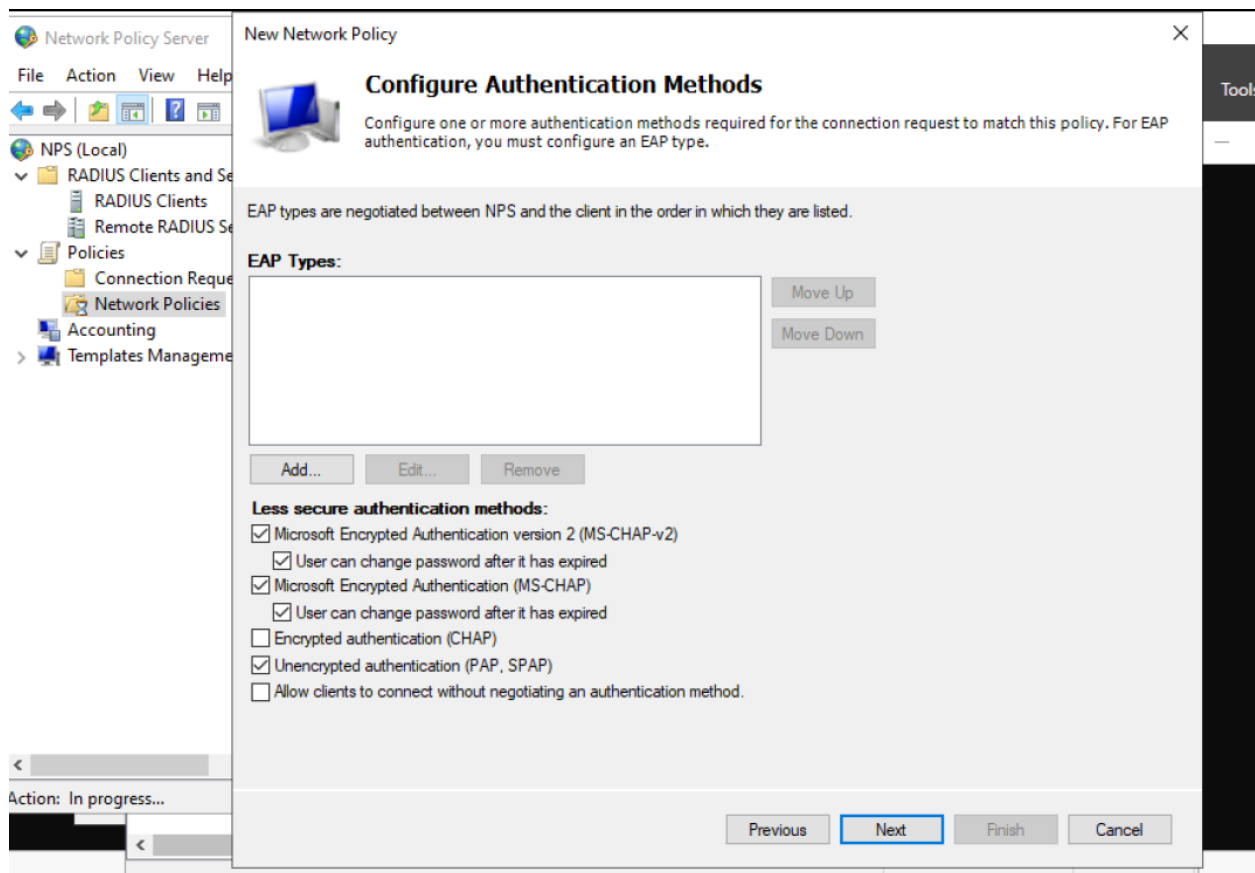 Network Policy Server
File Action View Help
NPS (Local)
RADIUS Clients and Se
RADIUS Clients
Remote RADIUS Se
Policies
Connection Reque
Network Policies
Accounting
Templates Manageme
Action: In progress...
New Network Policy
Configure Authentication Methods
Configure one or more authentication methods required for the connection request to match this policy. For EAP
authentication, you must configure an EAP type.
EAP types are negotiated between NPS and the client in the order in which they are listed.
EAP Types:
Move Up
Move Down
Add... Edit... Remove
Less secure authentication methods:
Microsoft Encrypted Authentication version 2 (MS-CHAP-v2)
User can change password after it has expired
Microsoft Encrypted Authentication (MS-CHAP)
User can change password after it has expired
Encrypted authentication (CHAP)
Unencrypted authentication (PAP, SPAP)
Allow clients to connect without negotiating an authentication method.
Previous Next Finish Cancel
Tools